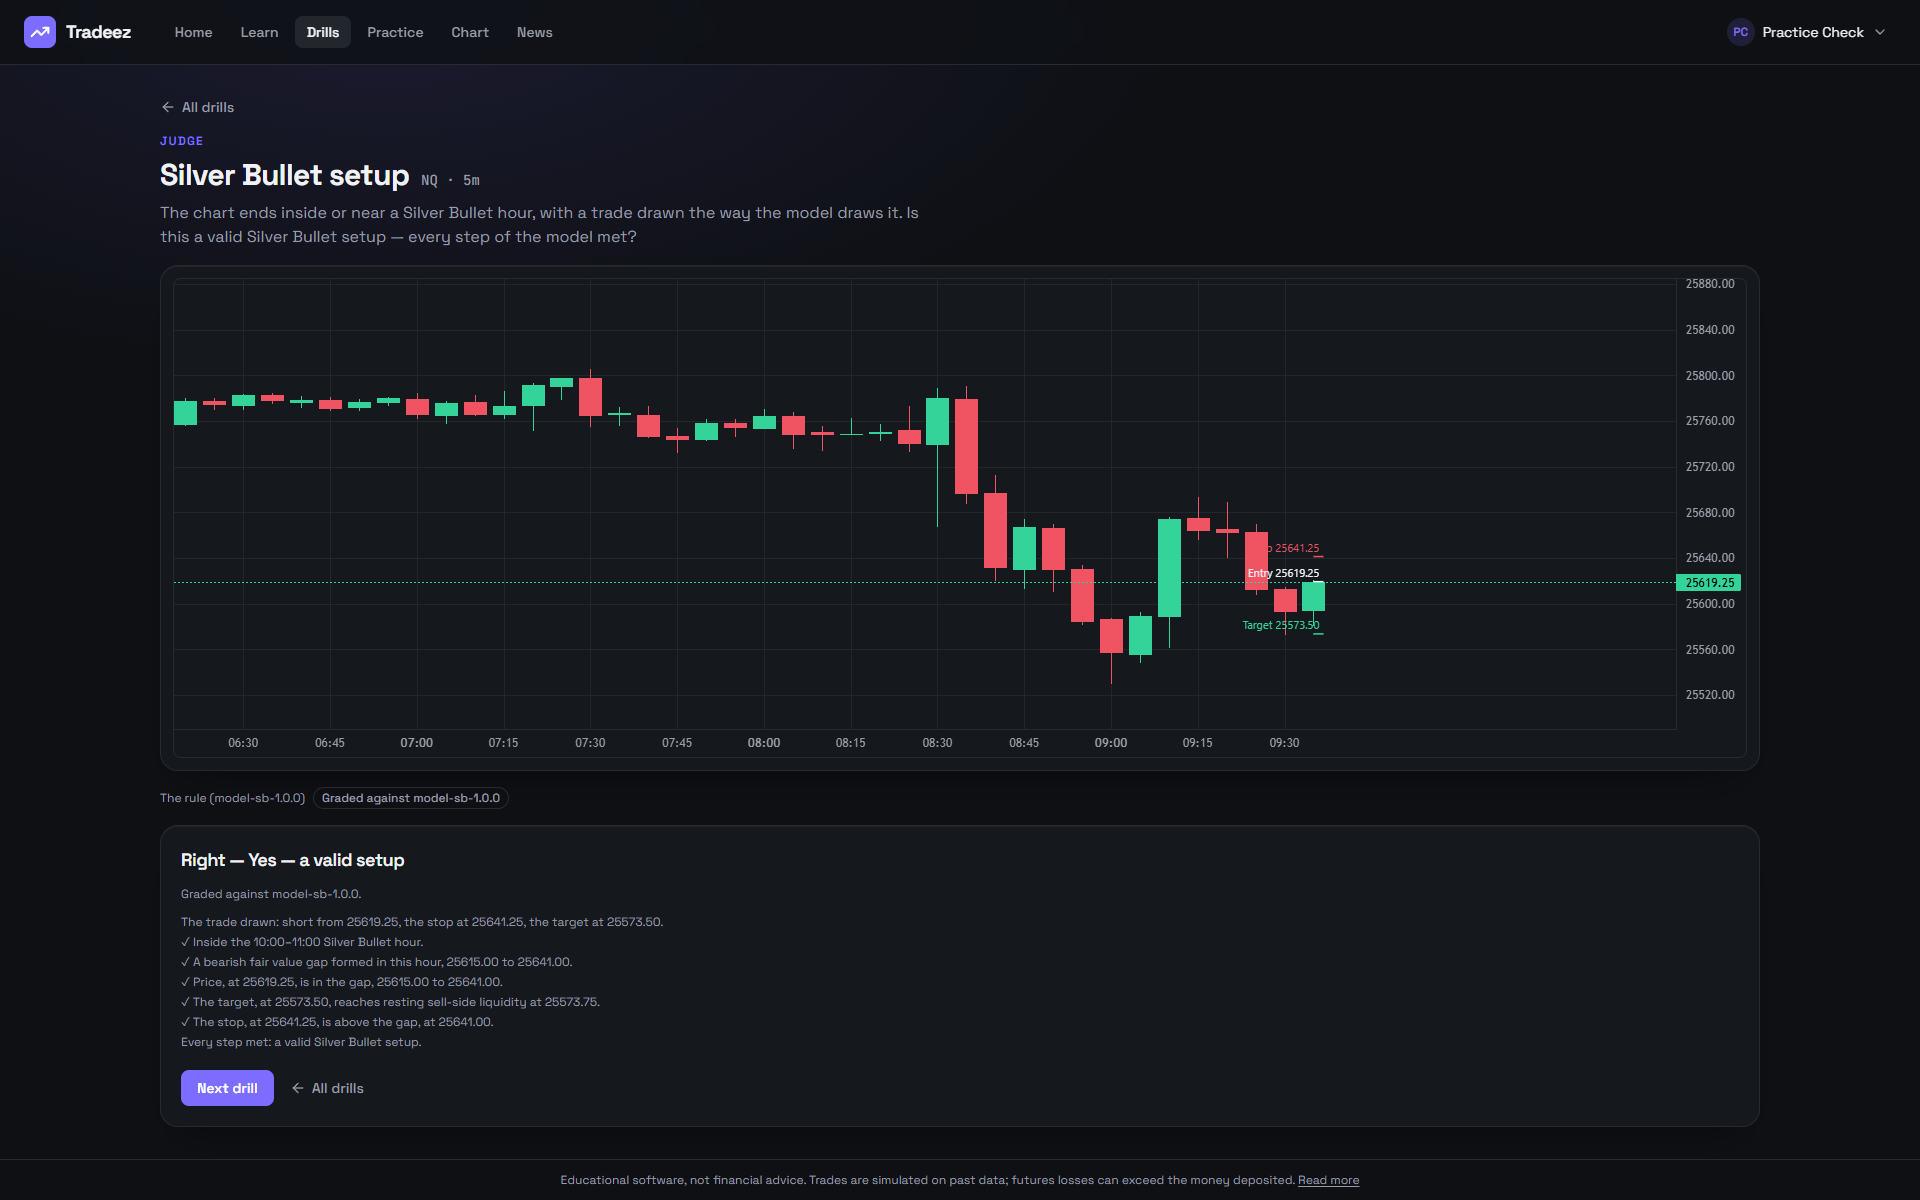 Tradeez
Home
Learn
Drills
Practice
Chart
News
PC
Practice Check
← All drills
JUDGE
Silver Bullet setup NQ · 5m
The chart ends inside or near a Silver Bullet hour, with a trade drawn the way the model draws it. Is
this a valid Silver Bullet setup — every step of the model met?
25880.00
25840.00
25800.00
25760.00
25720.00
25680.00
25640.00
25619.25
25600.00
25560.00
25520.00
25641.25
Entry 25619.25
Target 25573.50
06:30
06:45
07:00
07:15
07:30
07:45
08:00
08:15
08:30
08:45
09:00
09:15
09:30
The rule (model-sb-1.0.0)
Graded against model-sb-1.0.0
Right — Yes — a valid setup
Graded against model-sb-1.0.0.
The trade drawn: short from 25619.25, the stop at 25641.25, the target at 25573.50.
✓ Inside the 10:00–11:00 Silver Bullet hour.
✓ A bearish fair value gap formed in this hour, 25615.00 to 25641.00.
✓ Price, at 25619.25, is in the gap, 25615.00 to 25641.00.
✓ The target, at 25573.50, reaches resting sell-side liquidity at 25573.75.
✓ The stop, at 25641.25, is above the gap, at 25641.00.
Every step met: a valid Silver Bullet setup.
Next drill
← All drills
Educational software, not financial advice. Trades are simulated on past data; futures losses can exceed the money deposited. Read more